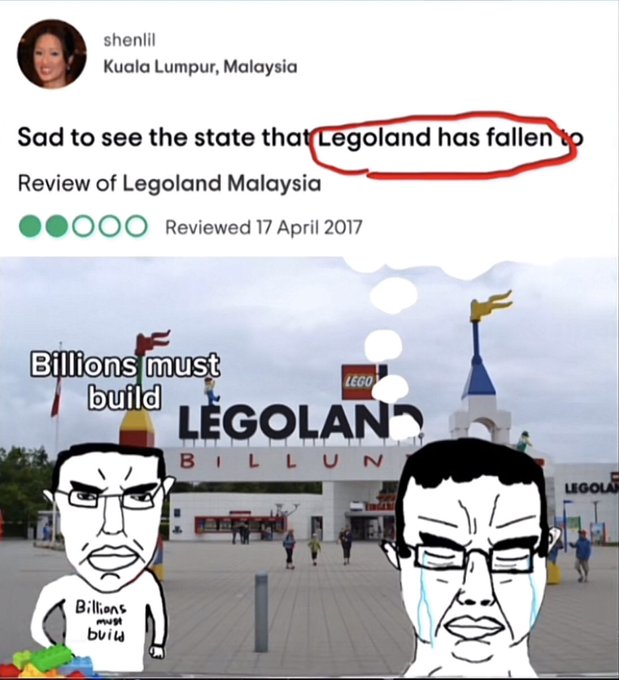 shenlil
Kuala Lumpur, Malaysia
Sad to see the state that Legoland has fallen to
Review of Legoland Malaysia
Reviewed 17 April 2017
Billions must
build
LEGO
LEGOLAND
BILLUN
LEGOLA
Billions
must
build